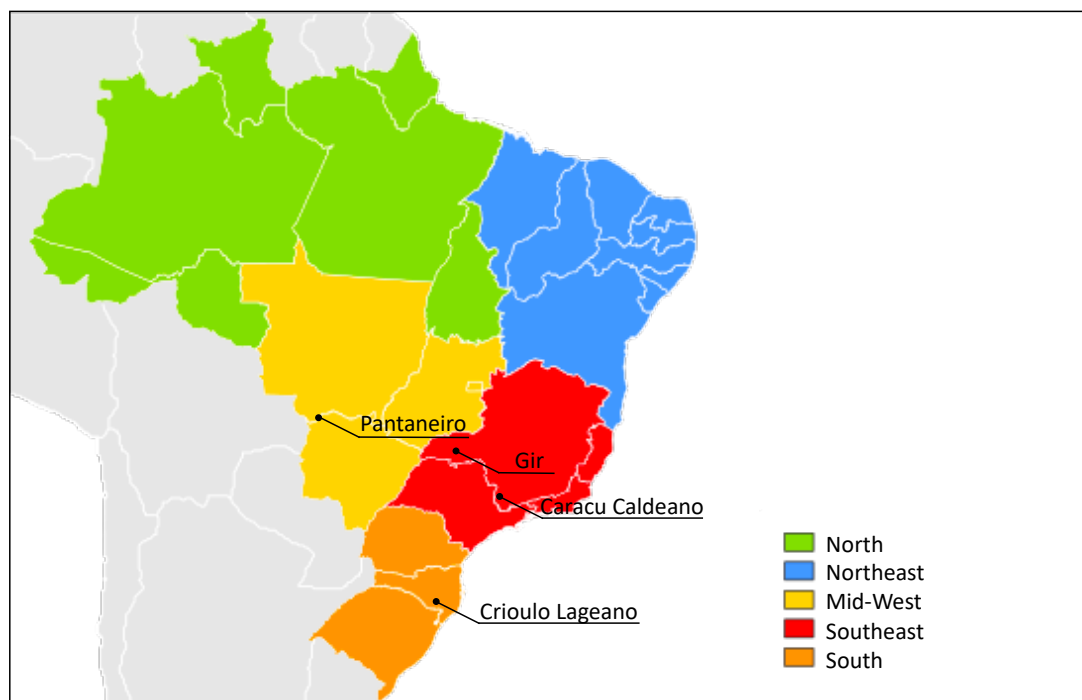 Pantaneiro
Gir
Caracu Caldeano
Crioulo Lageano
North
Northeast
Mid-West
Southeast
South